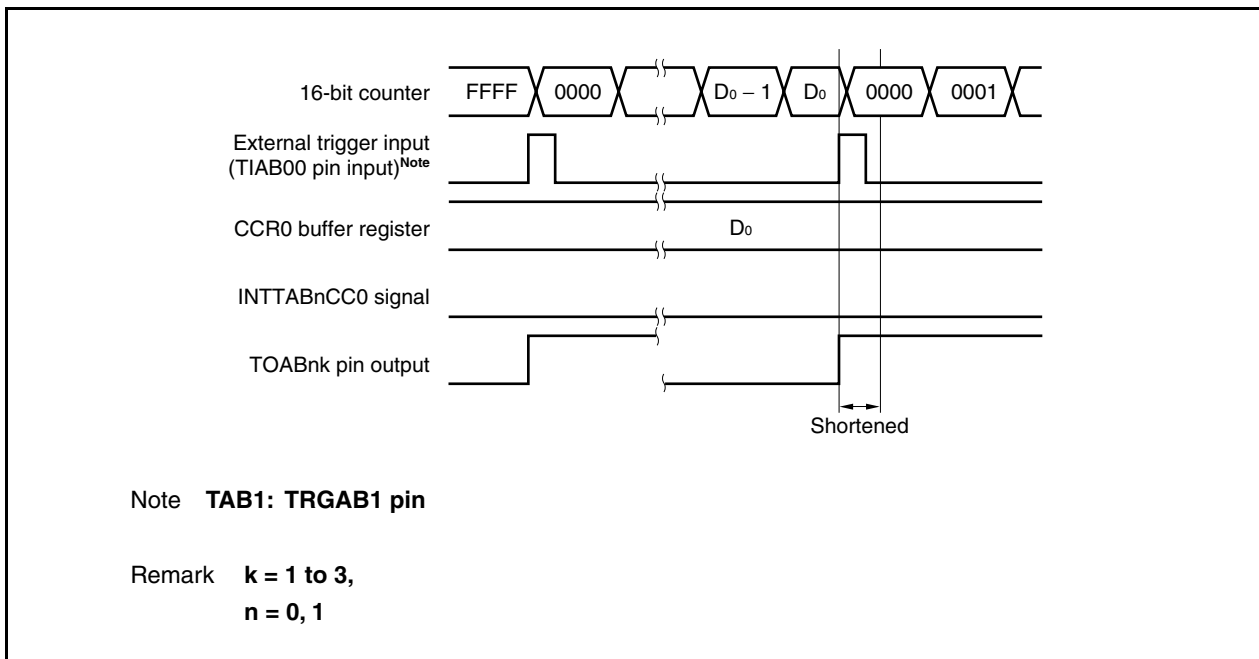 16-bit counter FFFF 0000 D0 − 1 D0 0000 0001
External trigger input
(TIAB00 pin input)Note
CCR0 buffer register D0
INTTABnCC0 signal
TOABnk pin output
Shortened
Note TAB1: TRGAB1 pin
Remark k = 1 to 3,
n = 0, 1